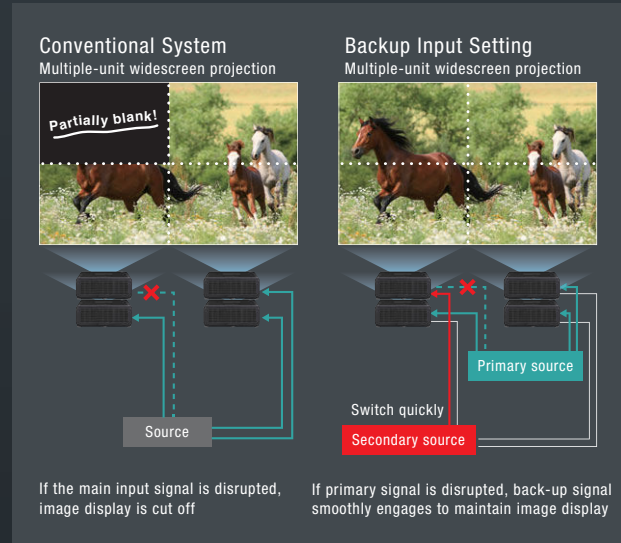 Conventional System
Multiple-unit widescreen projection
Partially blank!
Source
If the main input signal is disrupted,
image display is cut off
Backup Input Setting
Multiple-unit widescreen projection
Primary source
Switch quickly
Secondary source
If primary signal is disrupted, back-up signal
smoothly engages to maintain image display